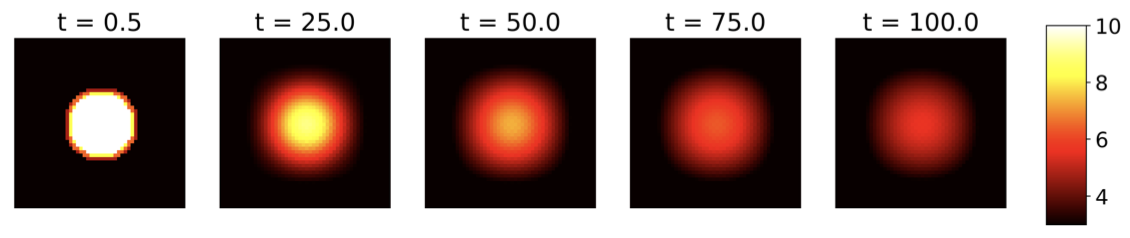 t = 0.5
t = 25.0
t = 50.0
t = 75.0
t = 100.0
10
8
6
4